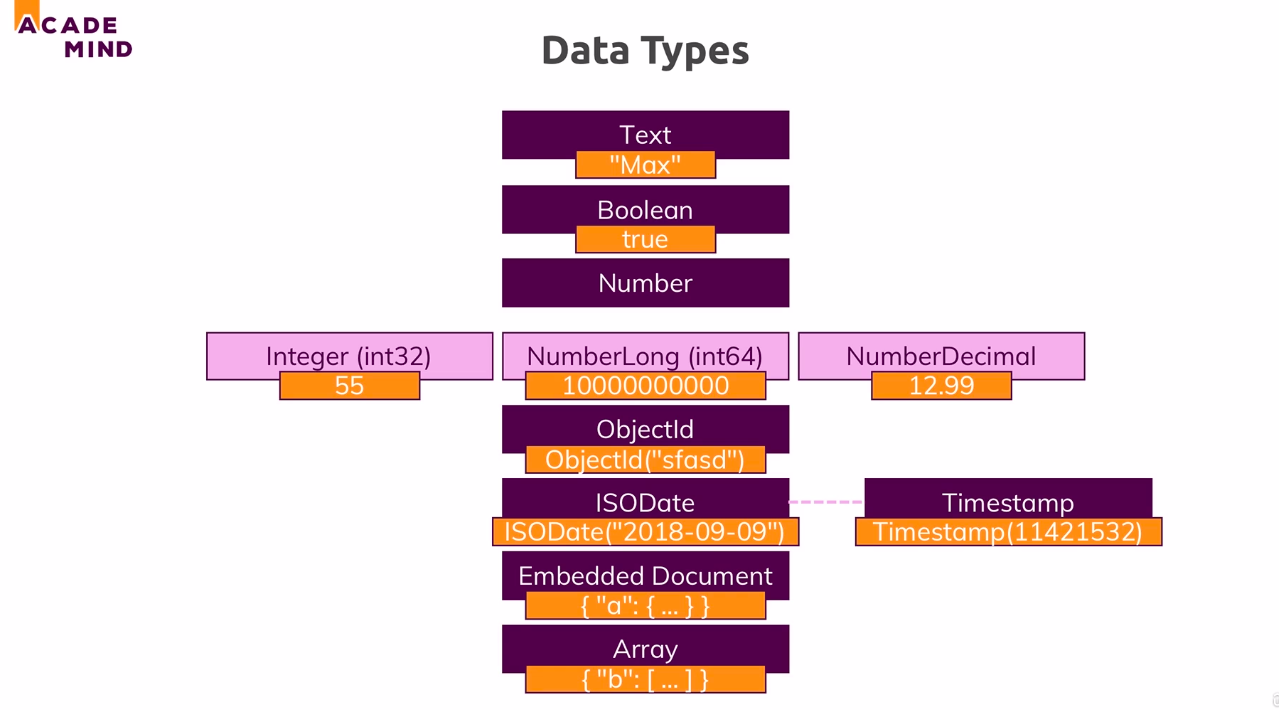 ACADE
MIND
Data Types
Text
"Max"
Boolean
true
Number
Integer (int32)
55
NumberLong (int64)
10000000000
NumberDecimal
12.99
ObjectId
ObjectId("sfasd")
ISODate
ISODate("2018-09-09")
Timestamp
Timestamp(11421532)
Embedded Document
{ "a": { ... } }
Array
{ "b": [ ... ] }